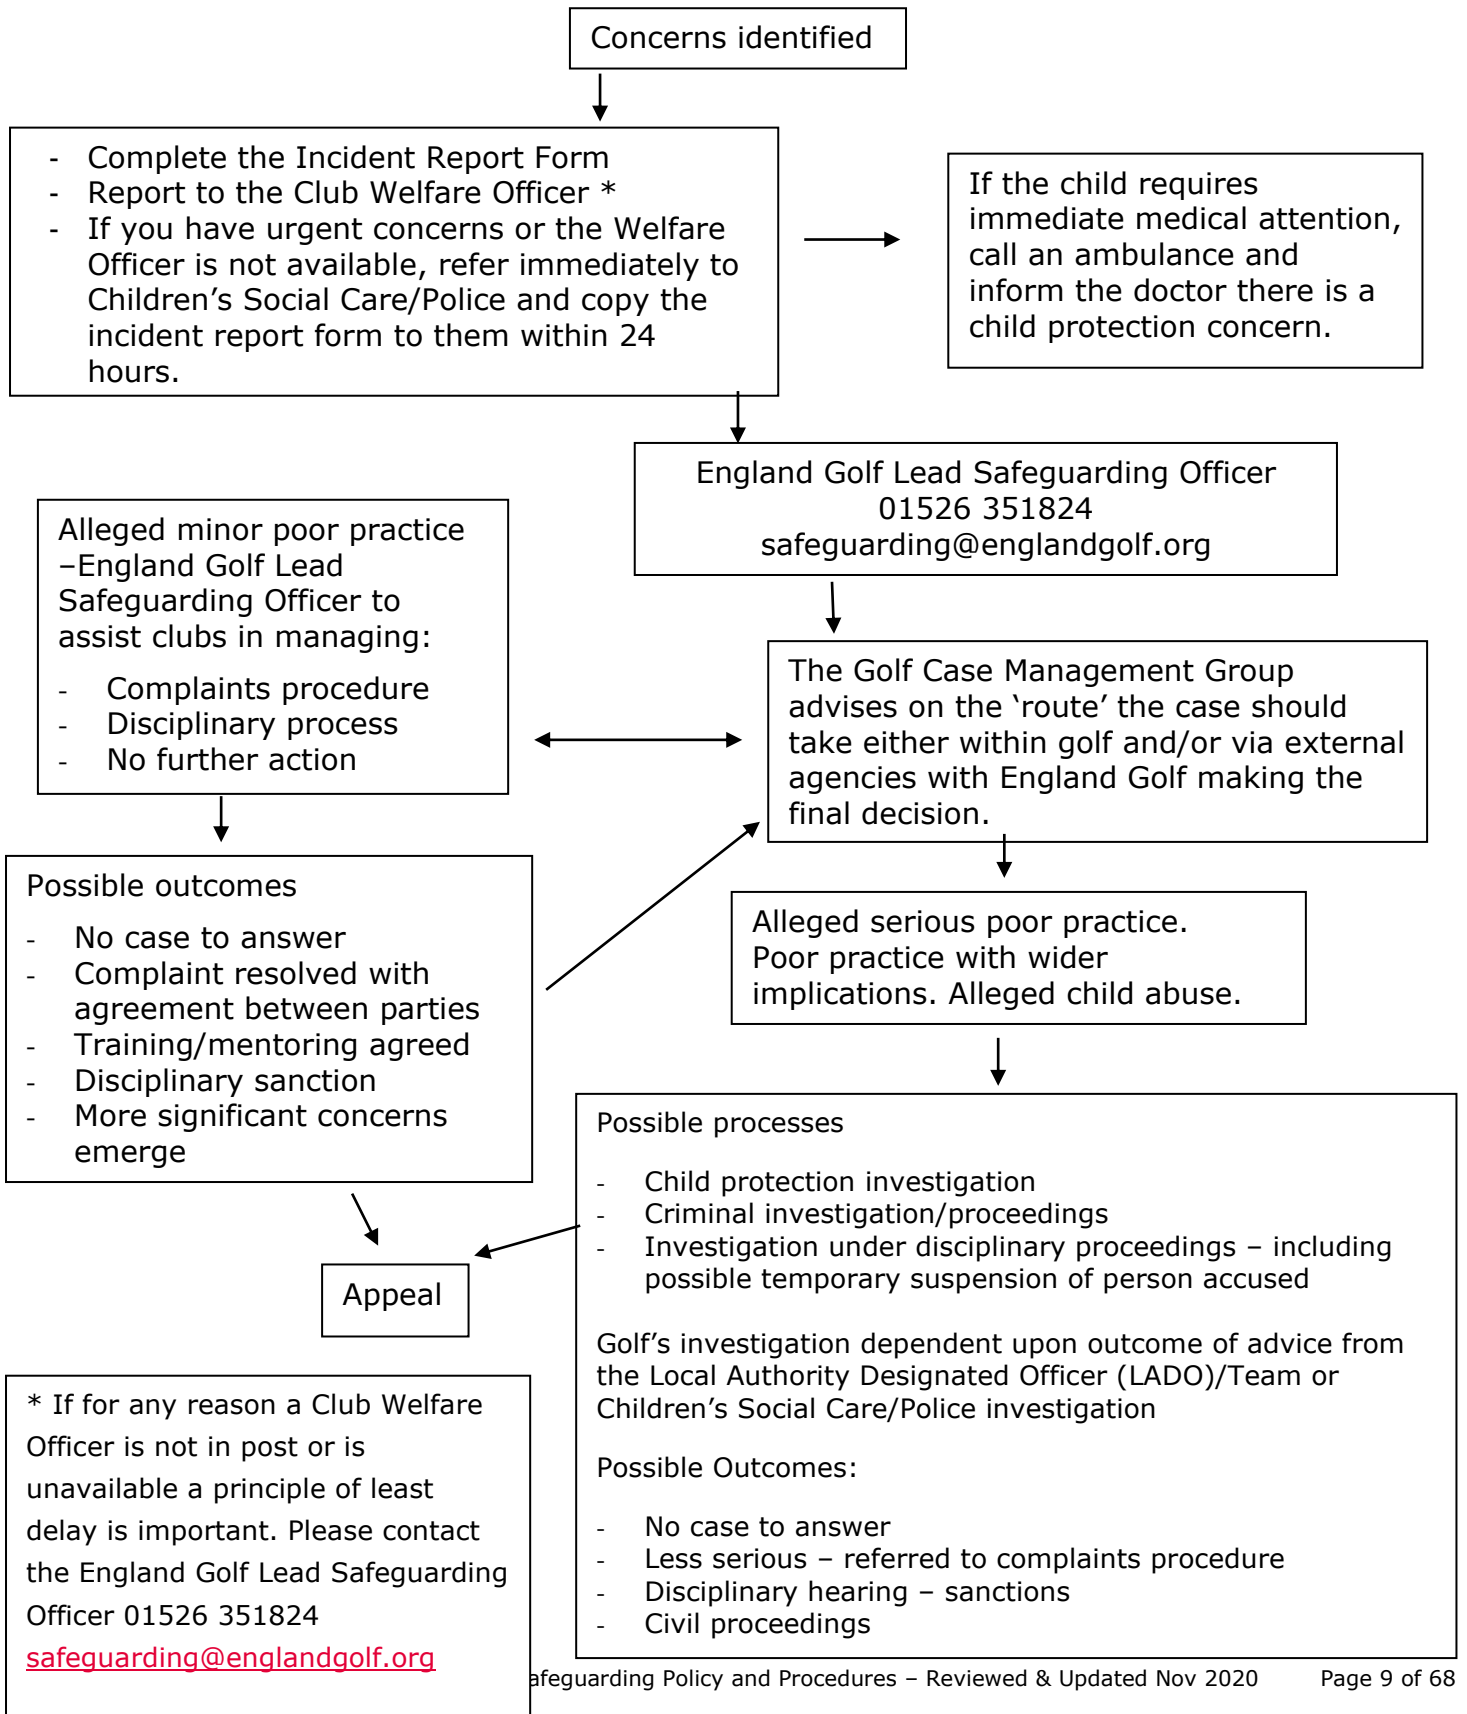 Concerns identified
- Complete the Incident Report Form
- Report to the Club Welfare Officer *
- If you have urgent concerns or the Welfare
Officer is not available, refer immediately to
Children’s Social Care/Police and copy the
incident report form to them within 24
hours.
If the child requires
immediate medical attention,
call an ambulance and
inform the doctor there is a
child protection concern.
England Golf Lead Safeguarding Officer
01526 351824
safeguarding@englandgolf.org
Alleged minor poor practice
–England Golf Lead
Safeguarding Officer to
assist clubs in managing:
- Complaints procedure
- Disciplinary process
- No further action
The Golf Case Management Group
advises on the ‘route’ the case should
take either within golf and/or via external
agencies with England Golf making the
final decision.
Possible outcomes
- No case to answer
- Complaint resolved with
agreement between parties
- Training/mentoring agreed
- Disciplinary sanction
- More significant concerns
emerge
Alleged serious poor practice.
Poor practice with wider
implications. Alleged child abuse.
Possible processes
- Child protection investigation
- Criminal investigation/proceedings
- Investigation under disciplinary proceedings – including
possible temporary suspension of person accused
Golf’s investigation dependent upon outcome of advice from
the Local Authority Designated Officer (LADO)/Team or
Children’s Social Care/Police investigation
Possible Outcomes:
- No case to answer
- Less serious – referred to complaints procedure
- Disciplinary hearing – sanctions
- Civil proceedings
Appeal
* If for any reason a Club Welfare
Officer is not in post or is
unavailable a principle of least
delay is important. Please contact
the England Golf Lead Safeguarding
Officer 01526 351824
safeguarding@englandgolf.org
afeguarding Policy and Procedures – Reviewed & Updated Nov 2020 Page 9 of 68